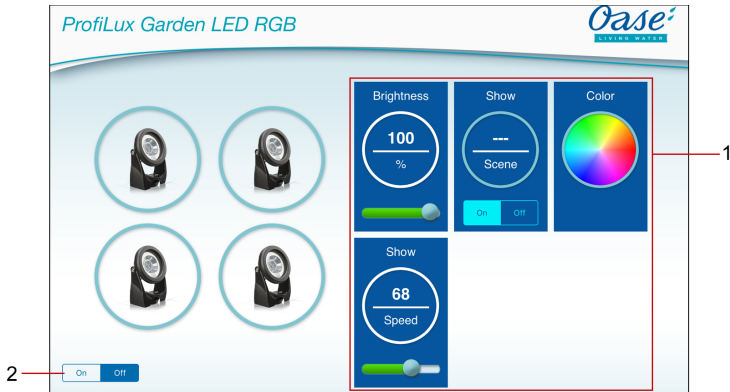 ProfiLux Garden LED RGB
Oase
LIVING WATER
Brightness
100
%
Show
---
Scene
On Off
Color
1
Show
68
Speed
2
On Off